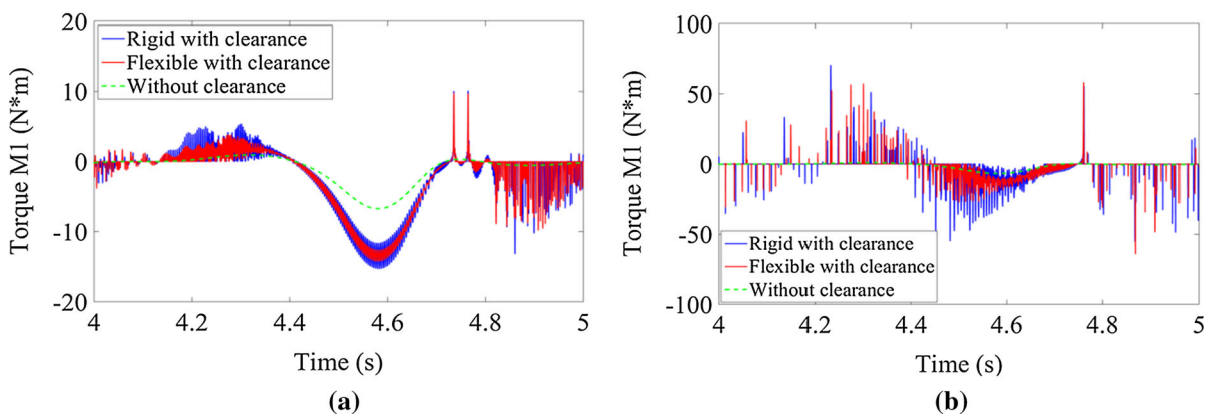 20
10
0
-10
-20
Torque M1 (N*m)
Rigid with clearance
Flexible with clearance
Without clearance
4
4.2
4.4
4.6
4.8
5
Time (s)
(a)
100
50
0
-50
-100
Torque M1 (N*m)
Rigid with clearance
Flexible with clearance
Without clearance
4
4.2
4.4
4.6
4.8
5
Time (s)
(b)